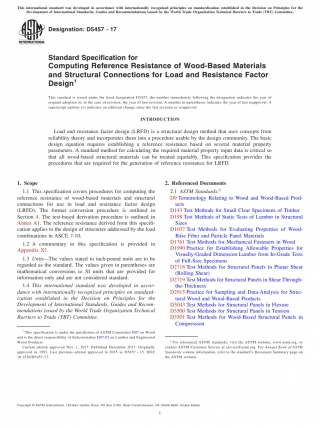 This international standard was developed in accordance with internationally recognized principles on standardization established in the Decision on Principles for the
Development of International Standards, Guides and Recommendations issued by the World Trade Organization Technical Barriers to Trade (TBT) Committee.
Designation: D5457 − 17
Standard Specification for
Computing Reference Resistance of Wood-Based Materials
and Structural Connections for Load and Resistance Factor
Design¹
This standard is issued under the fixed designation D5457; the number immediately following the designation indicates the year of
original adoption or, in the case of revision, the year of last revision. A number in parentheses indicates the year of last reapproval. A
superscript epsilon (ε) indicates an editorial change since the last revision or reapproval.
INTRODUCTION
Load and resistance factor design (LRFD) is a structural design method that uses concepts from
reliability theory and incorporates them into a procedure usable by the design community. The basic
design equation requires establishing a reference resistance based on several material property
parameters. A standard method for calculating the required material property input data is critical so
that all wood-based structural materials can be treated equitably. This specification provides the
procedures that are required for the generation of reference resistance for LRFD.
1. Scope
1.1 This specification covers procedures for computing the
reference resistance of wood-based materials and structural
connections for use in load and resistance factor design
(LRFD). The format conversion procedure is outlined in
Section 4. The test-based derivation procedure is outlined in
Annex A1. The reference resistance derived from this specifi-
cation applies to the design of structures addressed by the load
combinations in ASCE 7-10.
1.2 A commentary to this specification is provided in
Appendix X1.
1.3 Units—The values stated in inch-pound units are to be
regarded as the standard. The values given in parentheses are
mathematical conversions to SI units that are provided for
information only and are not considered standard.
1.4 This international standard was developed in accor-
dance with internationally recognized principles on standard-
ization established in the Decision on Principles for the
Development of International Standards, Guides and Recom-
mendations issued by the World Trade Organization Technical
Barriers to Trade (TBT) Committee.
¹ This specification is under the jurisdiction of ASTM Committee D07 on Wood
and is the direct responsibility of Subcommittee D07.02 on Lumber and Engineered
Wood Products.
Current edition approved Nov. 1, 2017. Published December 2017. Originally
approved in 1993. Last previous edition approved in 2015 as D5457 – 15. DOI:
10.1520/D5457-17.
2. Referenced Documents
2.1 ASTM Standards:²
D9 Terminology Relating to Wood and Wood-Based Prod-
ucts
D143 Test Methods for Small Clear Specimens of Timber
D198 Test Methods of Static Tests of Lumber in Structural
Sizes
D1037 Test Methods for Evaluating Properties of Wood-
Base Fiber and Particle Panel Materials
D1761 Test Methods for Mechanical Fasteners in Wood
D1990 Practice for Establishing Allowable Properties for
Visually-Graded Dimension Lumber from In-Grade Tests
of Full-Size Specimens
D2718 Test Methods for Structural Panels in Planar Shear
(Rolling Shear)
D2719 Test Methods for Structural Panels in Shear Through-
the-Thickness
D2915 Practice for Sampling and Data-Analysis for Struc-
tural Wood and Wood-Based Products
D3043 Test Methods for Structural Panels in Flexure
D3500 Test Methods for Structural Panels in Tension
D3501 Test Methods for Wood-Based Structural Panels in
Compression
² For referenced ASTM standards, visit the ASTM website, www.astm.org, or
contact ASTM Customer Service at service@astm.org. For Annual Book of ASTM
Standards volume information, refer to the standard's Document Summary page on
the ASTM website.
Copyright © ASTM International, 100 Barr Harbor Drive, PO Box C700, West Conshohocken, PA 19428-2959. United States
1